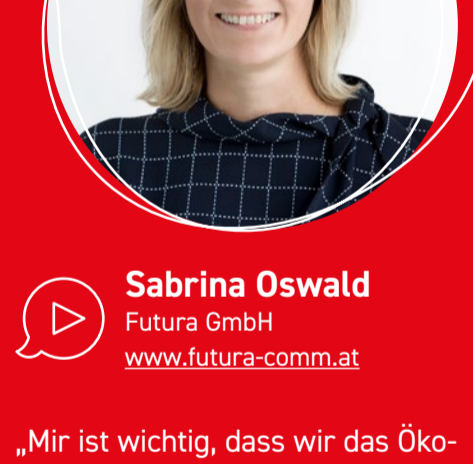 Sabrina Oswald
Futura GmbH
www.futura-comm.at
„Mir ist wichtig, dass wir das Öko-